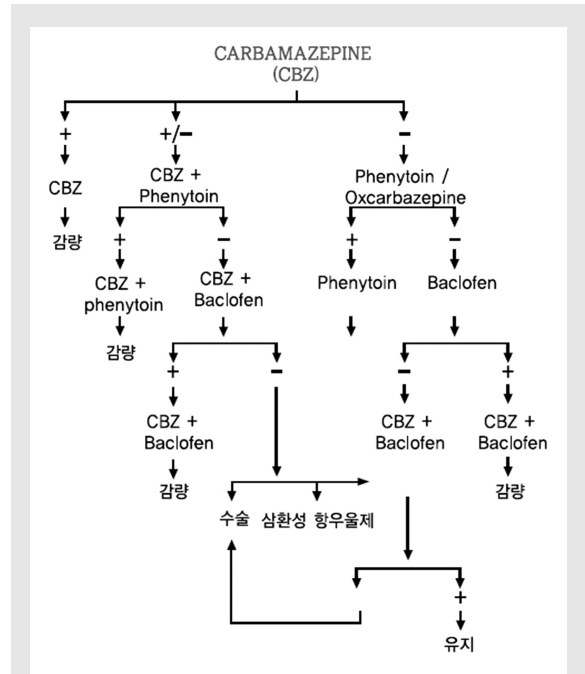 CARBAMAZEPINE
(CBZ)
+
+/−
−
CBZ
CBZ +
Phenytoin
Phenytoin /
Oxcarbazepine
감량
+
−
+
−
CBZ +
phenytoin
CBZ +
Baclofen
Phenytoin
Baclofen
감량
+
−
−
+
CBZ +
Baclofen
CBZ +
Baclofen
CBZ +
Baclofen
감량
감량
수술
삼환성 항우울제
+
유지